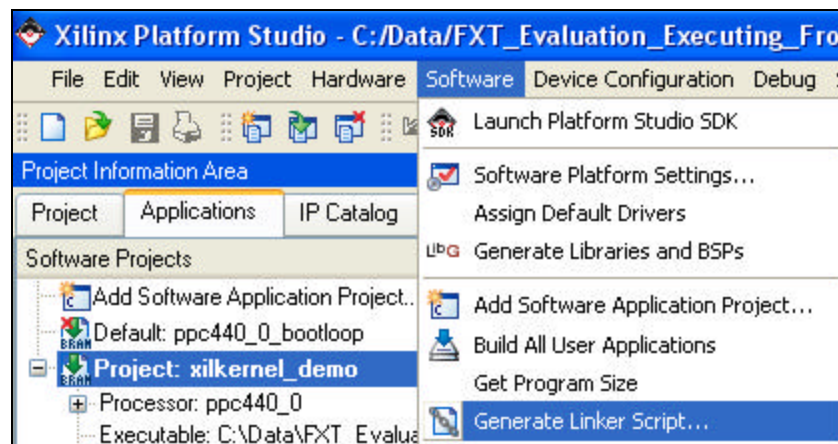 Xilinx Platform Studio - C:/Data/FXT_Evaluation_Executing_Fro
File Edit View Project Hardware Software Device Configuration Debug
Launch Platform Studio SDK
Project Information Area
Software Platform Settings...
Project Applications IP Catalog
Assign Default Drivers
Software Projects
Generate Libraries and BSPs
Add Software Application Project..
Add Software Application Project...
Default: ppc440_0_bootloop
Build All User Applications
Project: xilkernel_demo
Get Program Size
Processor: ppc440_0
Generate Linker Script...
Executable: C:\Data\FXT_Evalua